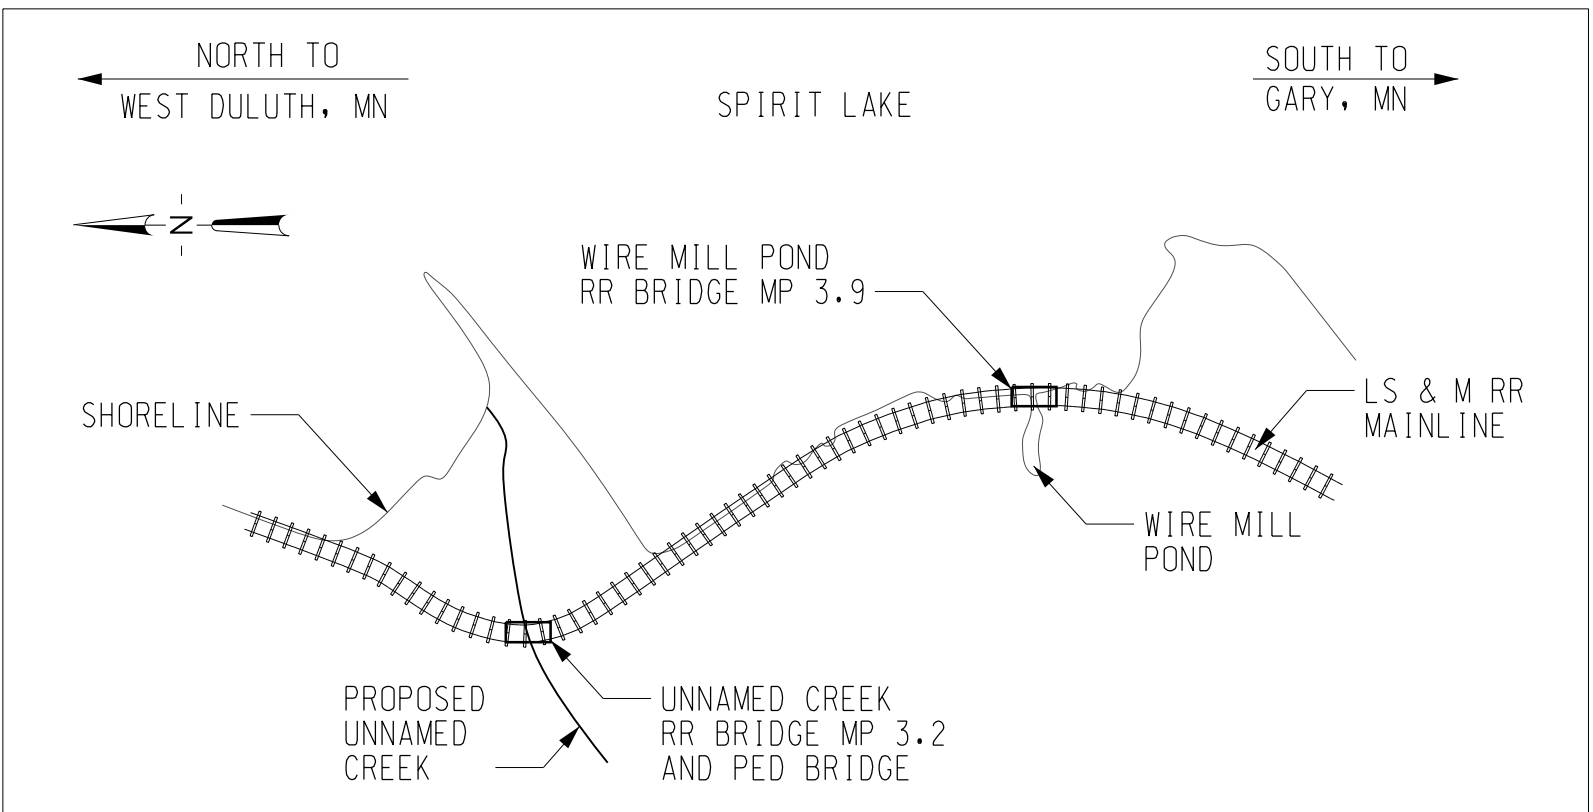 NORTH TO
WEST DULUTH, MN
SPIRIT LAKE
SOUTH TO
GARY, MN
N
WIRE MILL POND
RR BRIDGE MP 3.9
SHORELINE
LS & M RR
MAINLINE
WIRE MILL
POND
PROPOSED
UNNAMED
CREEK
UNNAMED CREEK
RR BRIDGE MP 3.2
AND PED BRIDGE